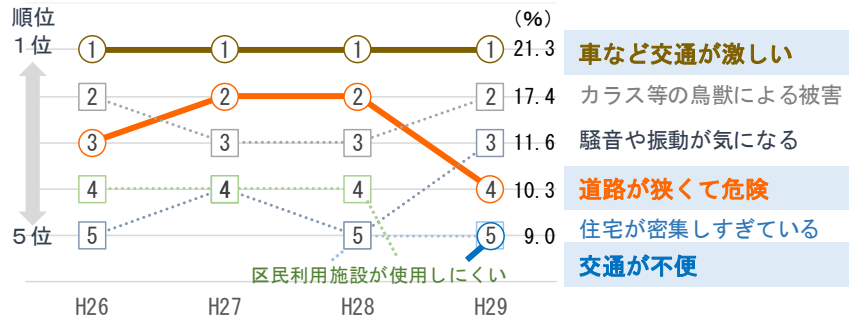 順位
(%)
1位 1 1 1 1 21.3 車など交通が激しい
2 2 2 2 17.4 カラス等の鳥獣による被害
3 3 3 3 11.6 騒音や振動が気になる
4 4 4 4 10.3 道路が狭くて危険
5位 5 5 5 9.0 住宅が密集しすぎている
交通が不便
区民利用施設が使用しにくい
H26 H27 H28 H29